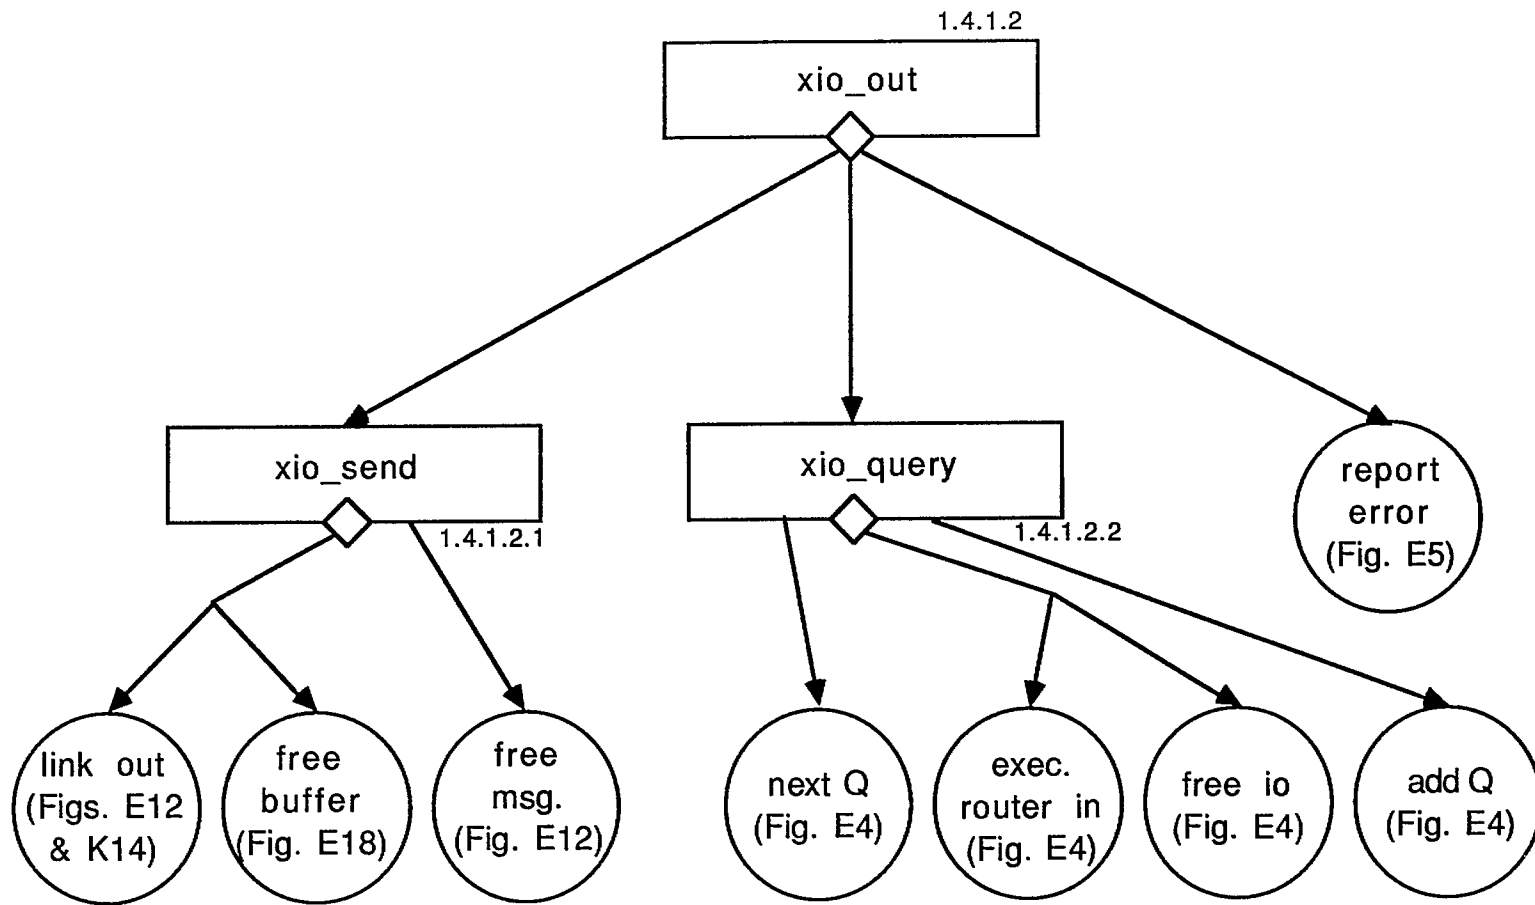 1.4.1.2
xio_out
xio_send
1.4.1.2.1
xio_query
1.4.1.2.2
report
error
(Fig. E5)
link out
(Figs. E12
& K14)
free
buffer
(Fig. E18)
free
msg.
(Fig. E12)
next Q
(Fig. E4)
exec.
router in
(Fig. E4)
free io
(Fig. E4)
add Q
(Fig. E4)